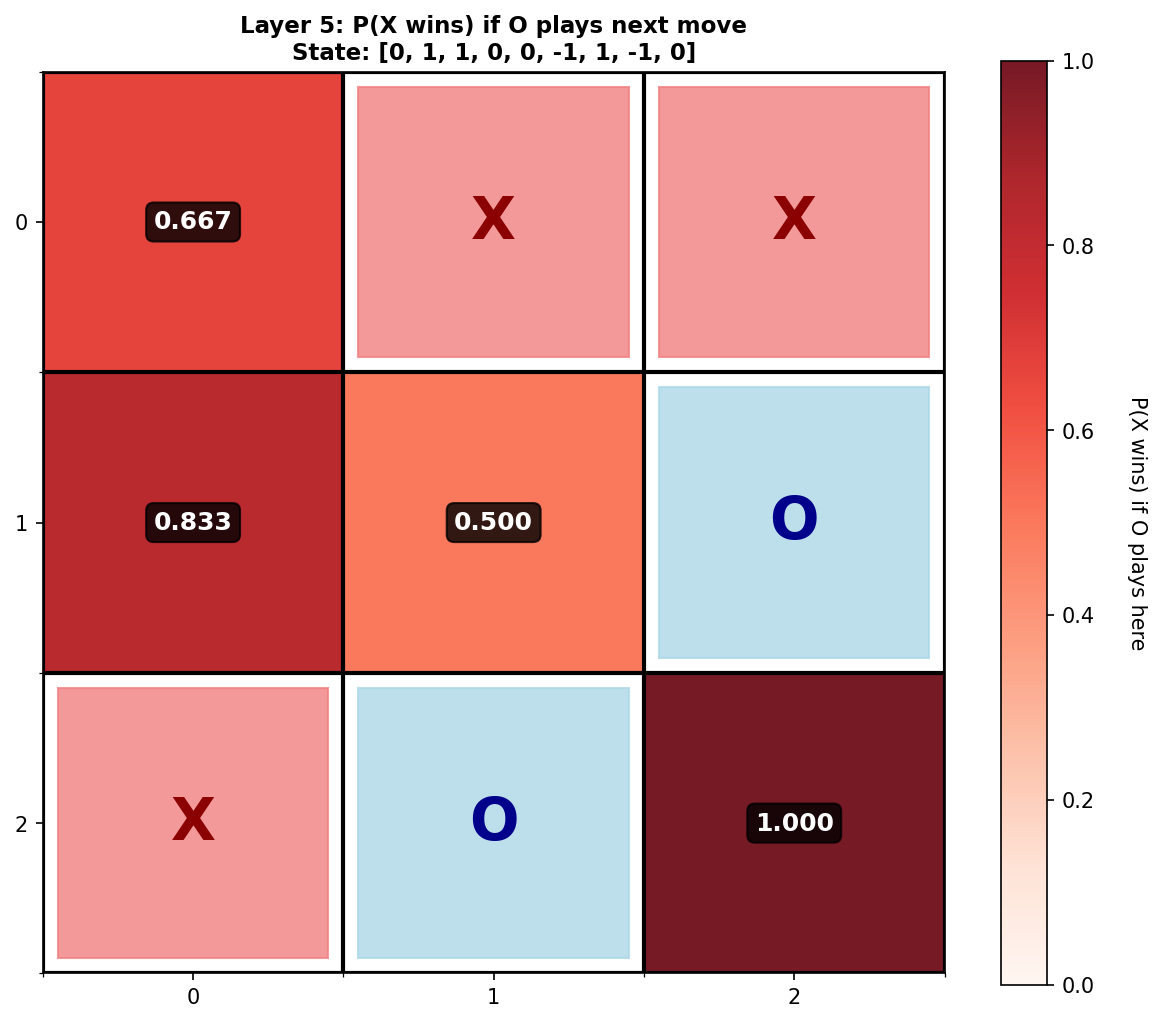 Layer 5: P(X wins) if O plays next move
State: [0, 1, 1, 0, 0, -1, 1, -1, 0]
0
0.667
X
X
1
0.833
0.500
O
2
X
O
1.000
0
1
2
1.0
0.8
0.6
0.4
0.2
0.0
P(X wins) if O plays here